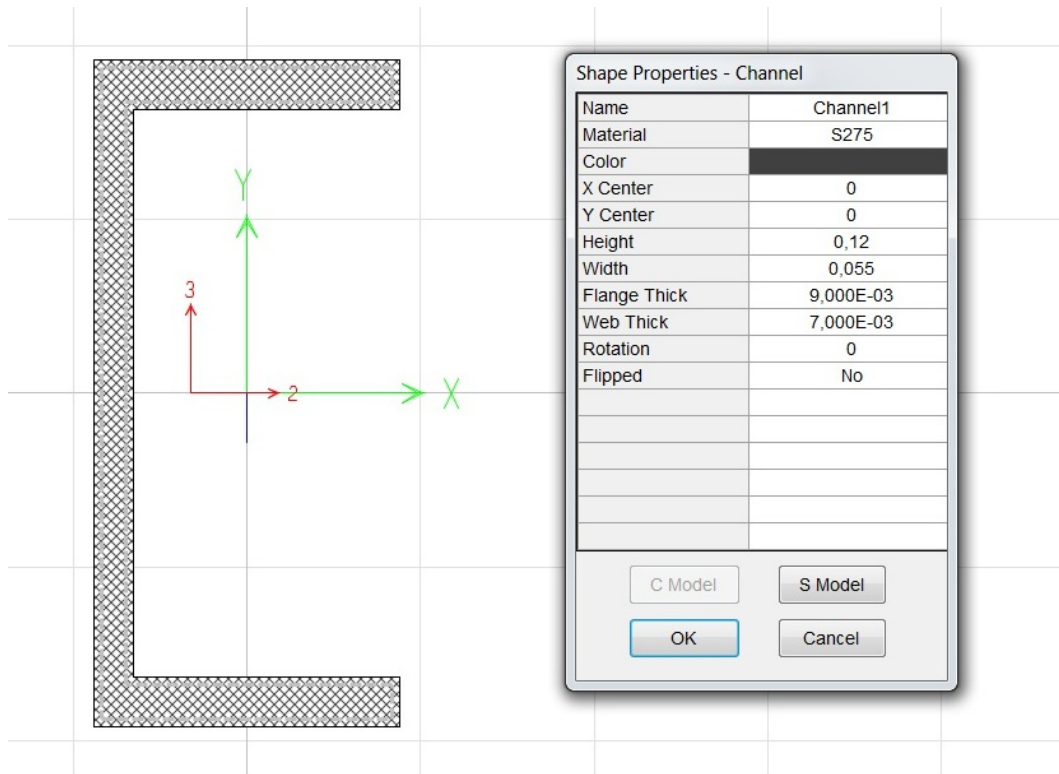 Y
3
2
X
Shape Properties - Channel
Name Channel1
Material S275
Color
X Center 0
Y Center 0
Height 0,12
Width 0,055
Flange Thick 9,000E-03
Web Thick 7,000E-03
Rotation 0
Flipped No
C Model S Model
OK Cancel